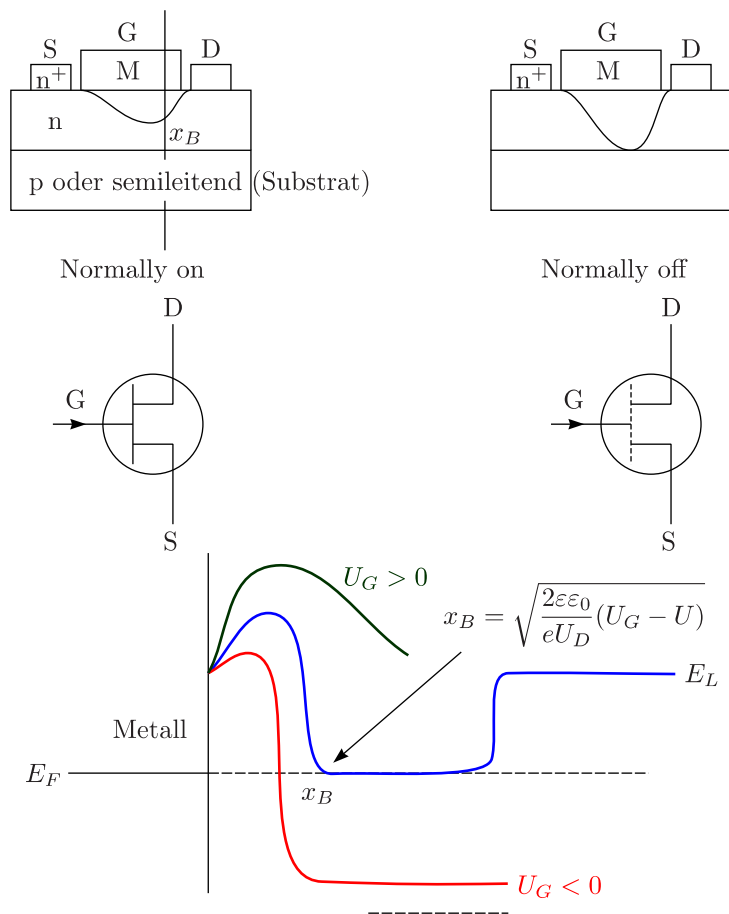 G
S
D
n⁺
M
n
x_B
p oder semileitend (Substrat)
Normally on
D
G
S
G
S
D
n⁺
M
Normally off
D
G
S
U_G > 0
x_B = √(2εε₀/(eU_D) (U_G − U))
E_L
Metall
E_F
x_B
U_G < 0